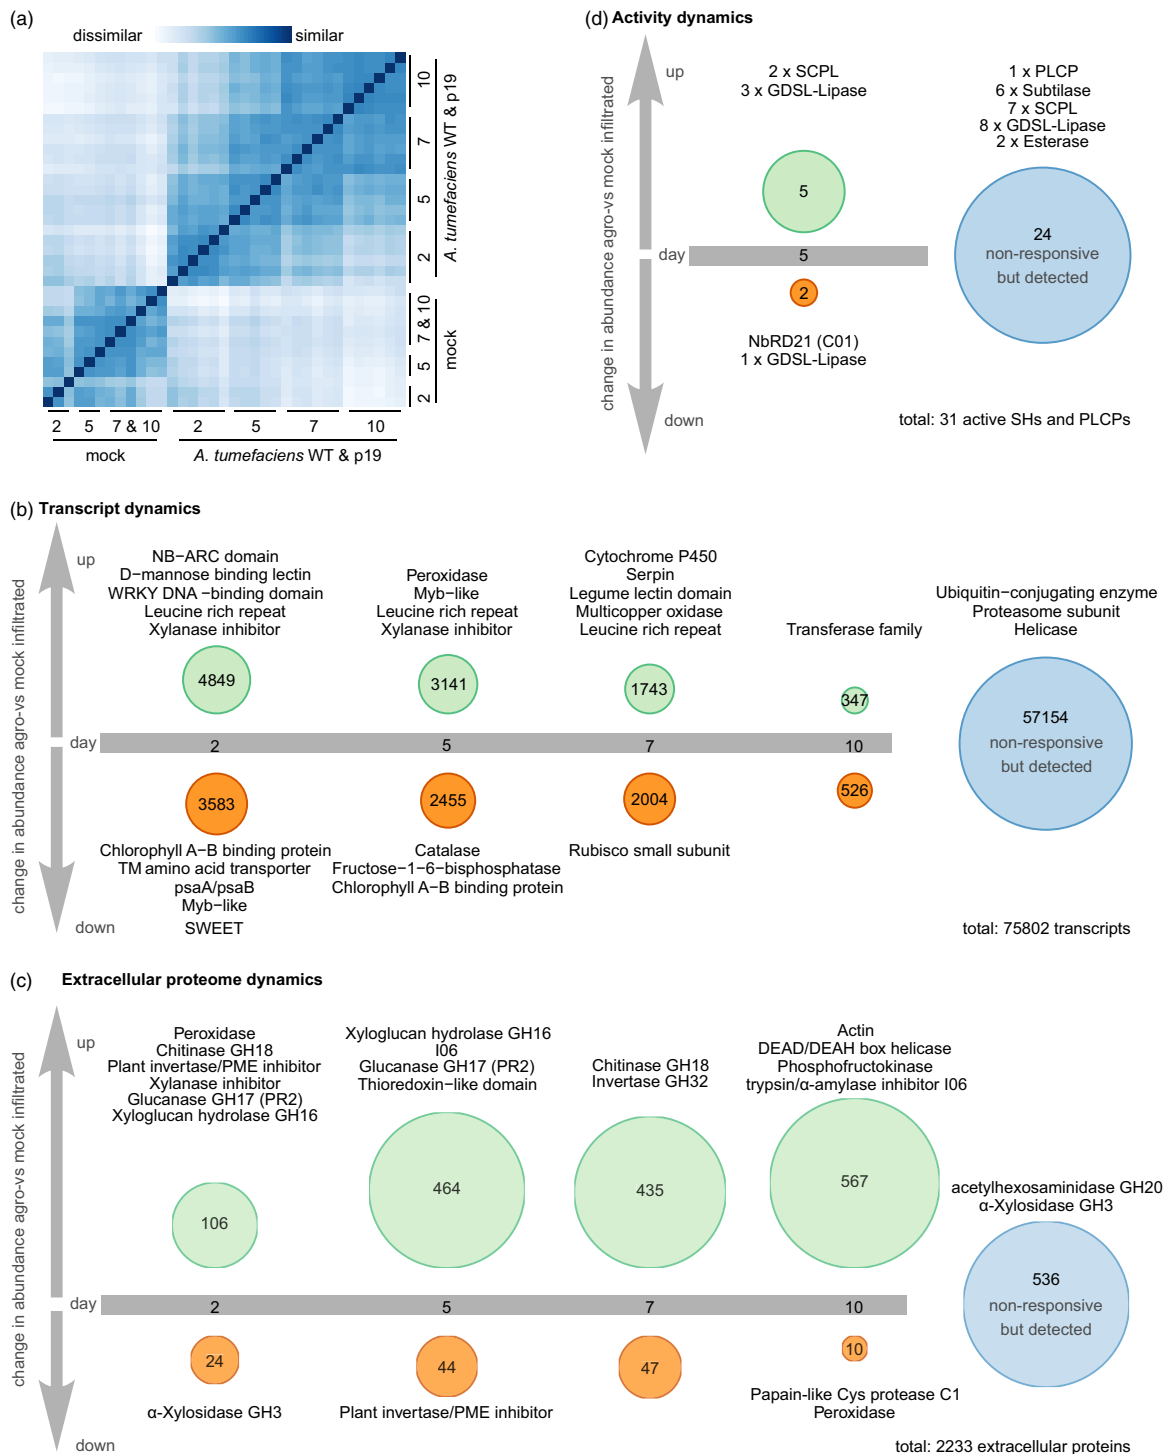 (a)
dissimilar
similar
10
7
5
2
A. tumefaciens WT & p19
7 & 10
5
2
mock
2
5
7 & 10
2
5
7
10
mock
A. tumefaciens WT & p19
(d) Activity dynamics
change in abundance agro-vs mock infiltrated
up
2 x SCPL
3 x GDSL-Lipase
5
day
5
2
NbRD21 (C01)
1 x GDSL-Lipase
down
1 x PLCP
6 x Subtilase
7 x SCPL
8 x GDSL-Lipase
2 x Esterase
24
non-responsive
but detected
total: 31 active SHs and PLCPs
(b) Transcript dynamics
change in abundance agro-vs mock infiltrated
up
NB−ARC domain
D−mannose binding lectin
WRKY DNA −binding domain
Leucine rich repeat
Xylanase inhibitor
4849
Peroxidase
Myb−like
Leucine rich repeat
Xylanase inhibitor
3141
Cytochrome P450
Serpin
Legume lectin domain
Multicopper oxidase
Leucine rich repeat
1743
Transferase family
347
Ubiquitin−conjugating enzyme
Proteasome subunit
Helicase
57154
non-responsive
but detected
day
2
5
7
10
3583
2455
2004
526
Chlorophyll A−B binding protein
TM amino acid transporter
psaA/psaB
Myb−like
SWEET
Catalase
Fructose−1−6−bisphosphatase
Chlorophyll A−B binding protein
Rubisco small subunit
down
total: 75802 transcripts
(c) Extracellular proteome dynamics
change in abundance agro-vs mock infiltrated
up
Peroxidase
Chitinase GH18
Plant invertase/PME inhibitor
Xylanase inhibitor
Glucanase GH17 (PR2)
Xyloglucan hydrolase GH16
106
Xyloglucan hydrolase GH16
I06
Glucanase GH17 (PR2)
Thioredoxin-like domain
464
Chitinase GH18
Invertase GH32
435
Actin
DEAD/DEAH box helicase
Phosphofructokinase
trypsin/α-amylase inhibitor I06
567
acetylhexosaminidase GH20
α-Xylosidase GH3
536
non-responsive
but detected
day
2
5
7
10
24
44
47
10
α-Xylosidase GH3
Plant invertase/PME inhibitor
Papain-like Cys protease C1
Peroxidase
down
total: 2233 extracellular proteins